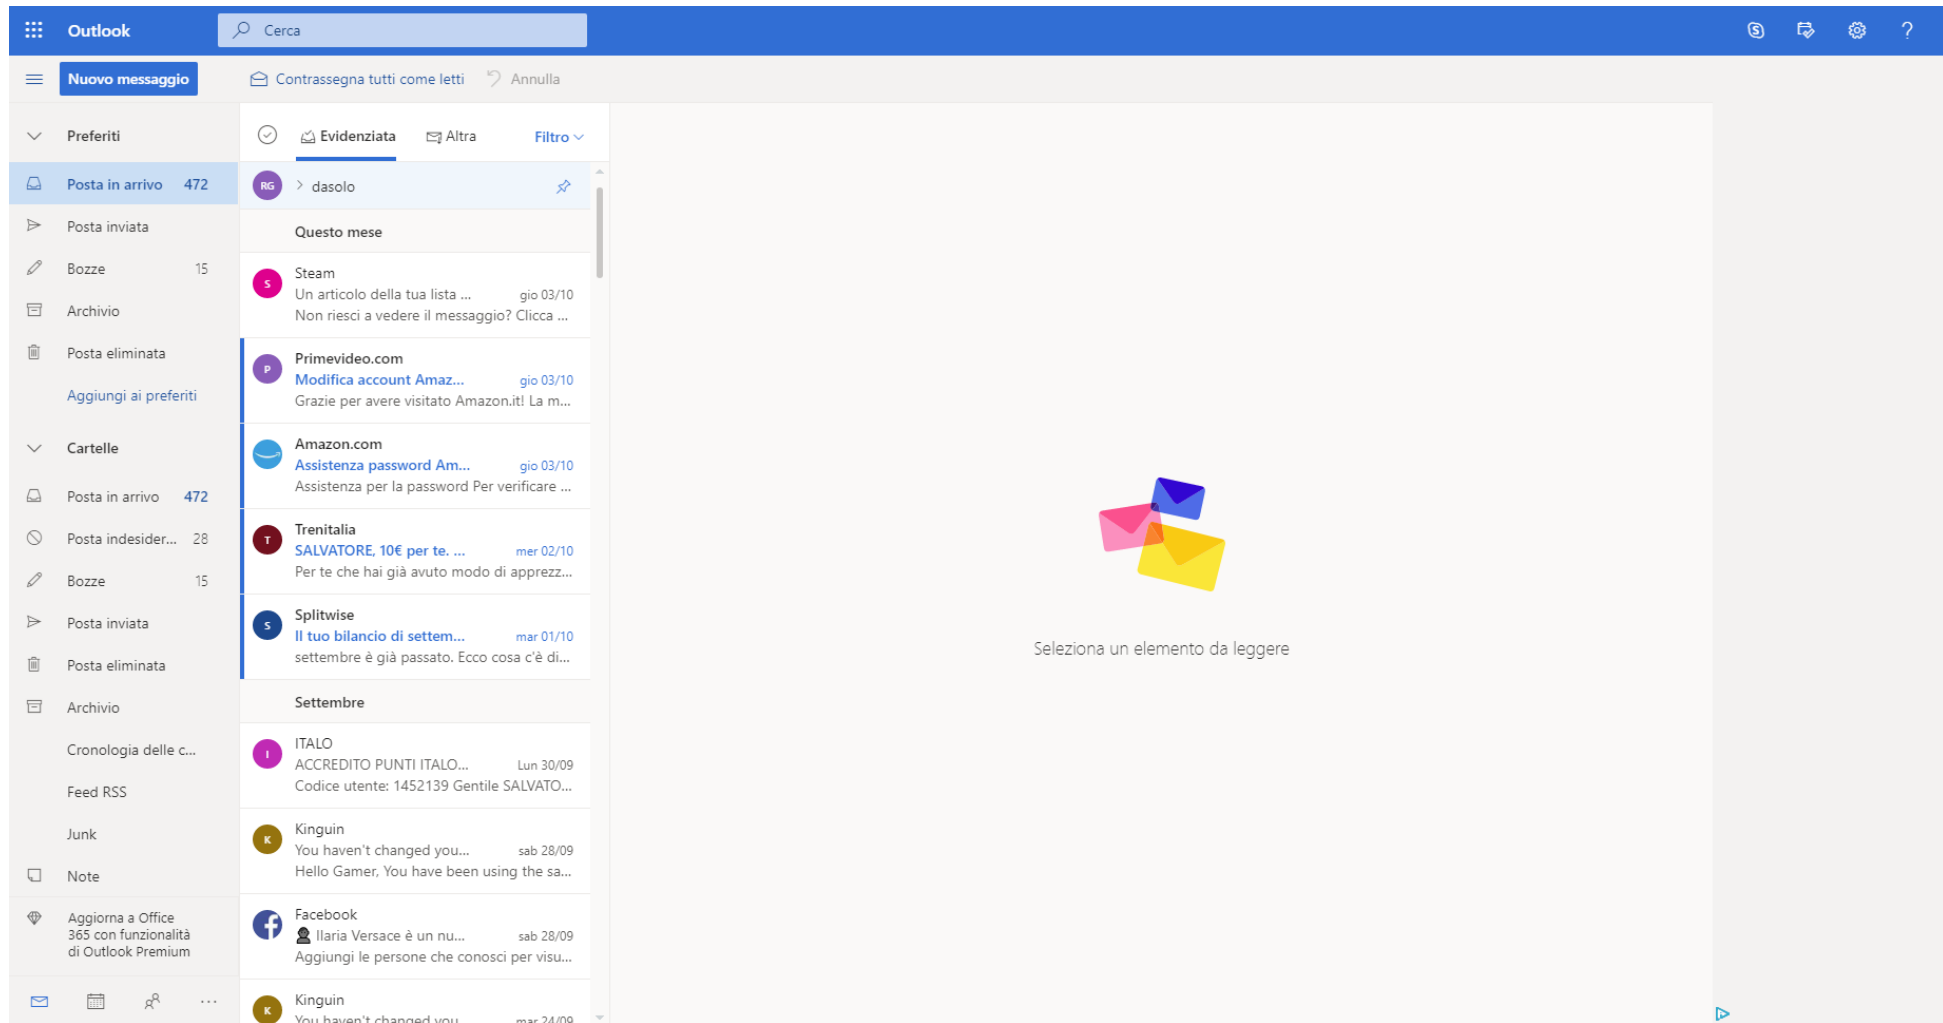 Outlook
Cerca
Nuovo messaggio
Contrassegna tutti come letti
Annulla
Preferiti
Posta in arrivo 472
Posta inviata
Bozze 15
Archivio
Posta eliminata
Aggiungi ai preferiti
Cartelle
Posta in arrivo 472
Posta indesider... 28
Bozze 15
Posta inviata
Posta eliminata
Archivio
Cronologia delle c...
Feed RSS
Junk
Note
Aggiorna a Office
365 con funzionalità
di Outlook Premium
Evidenziata
Altra
Filtro
RG
dasolo
Questo mese
S
Steam
Un articolo della tua lista ... gio 03/10
Non riesci a vedere il messaggio? Clicca ...
P
Primevideo.com
Modifica account Amaz... gio 03/10
Grazie per avere visitato Amazon.it! La m...
Amazon.com
Assistenza password Am... gio 03/10
Assistenza per la password Per verificare ...
T
Trenitalia
SALVATORE, 10€ per te. ... mer 02/10
Per te che hai già avuto modo di apprezz...
S
Splitwise
Il tuo bilancio di settem... mar 01/10
settembre è già passato. Ecco cosa c'è di...
Settembre
I
ITALO
ACCREDITO PUNTI ITALO... Lun 30/09
Codice utente: 1452139 Gentile SALVATO...
K
Kinguin
You haven't changed you... sab 28/09
Hello Gamer, You have been using the sa...
Facebook
Ilaria Versace è un nu... sab 28/09
Aggiungi le persone che conosci per visu...
K
Kinguin
You haven't changed you... mar 24/09
Seleziona un elemento da leggere